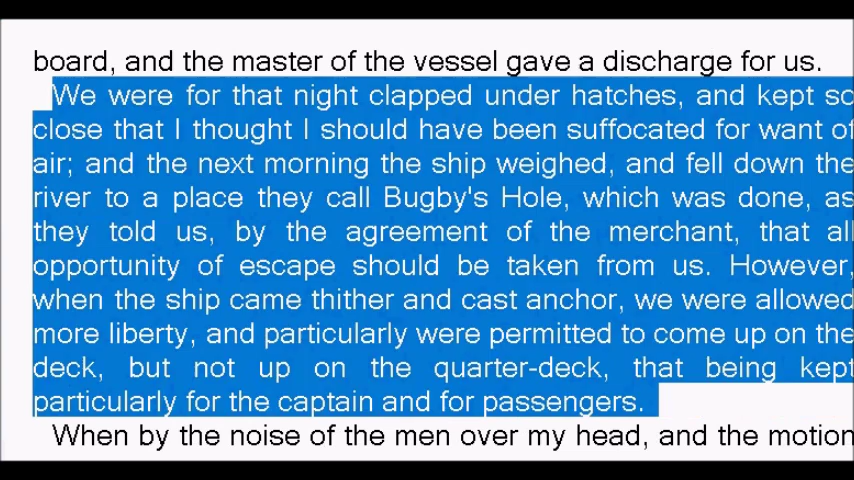 board, and the master of the vessel gave a discharge for us.
We were for that night clapped under hatches, and kept so
close that I thought I should have been suffocated for want of
air; and the next morning the ship weighed, and fell down the
river to a place they call Bugby's Hole, which was done, as
they told us, by the agreement of the merchant, that all
opportunity of escape should be taken from us. However,
when the ship came thither and cast anchor, we were allowed
more liberty, and particularly were permitted to come up on the
deck, but not up on the quarter-deck, that being kept
particularly for the captain and for passengers.
When by the noise of the men over my head, and the motion